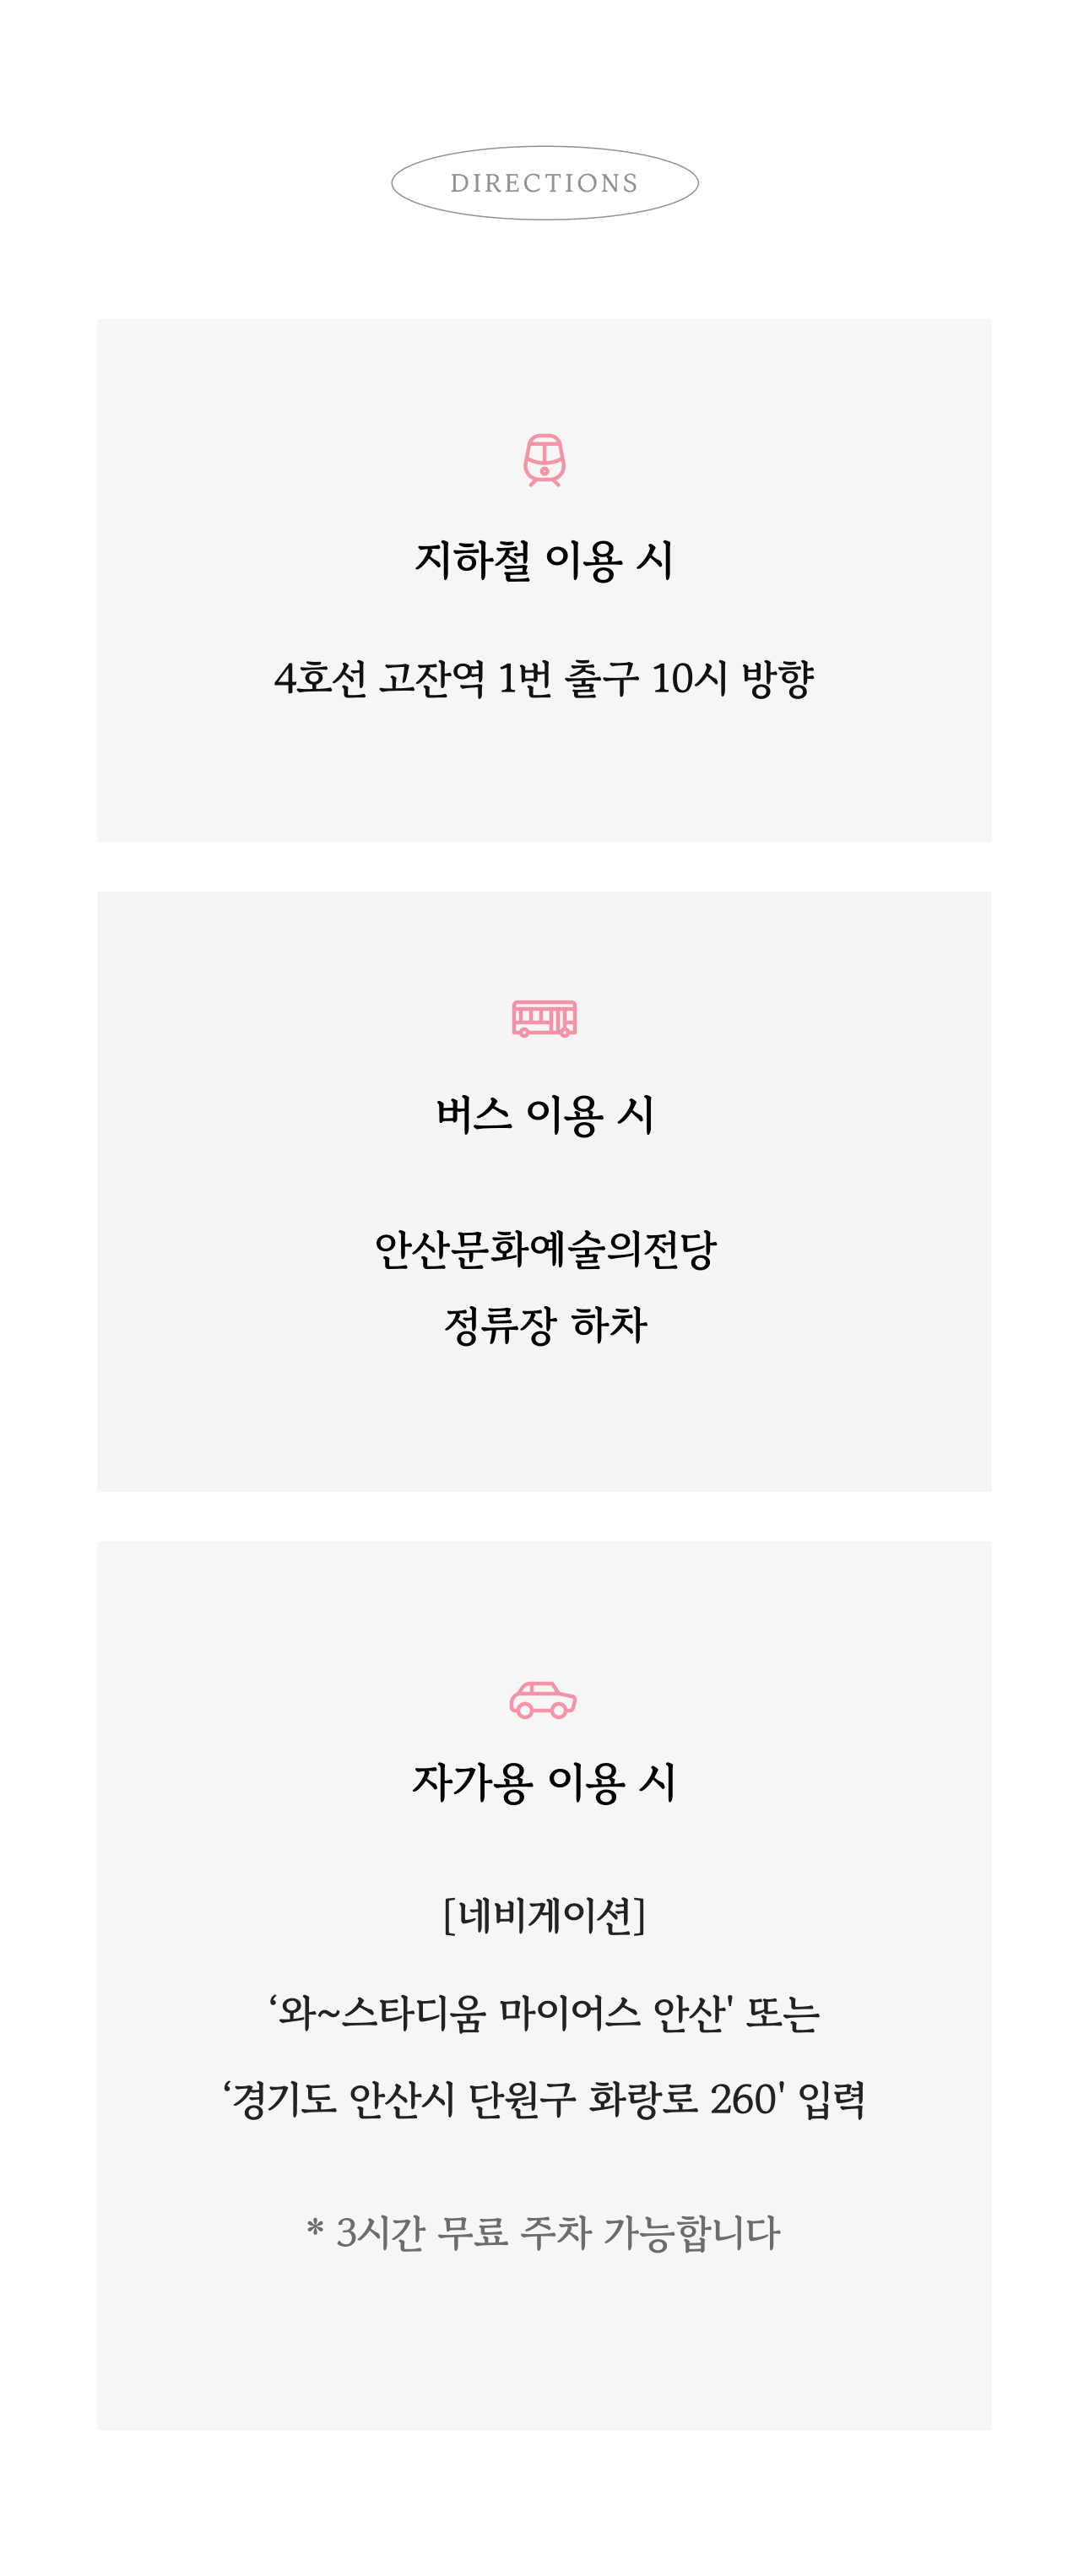 DIRECTIONS
지하철 이용 시
4호선 고잔역 1번 출구 10시 방향
버스 이용 시
안산문화예술의전당
정류장 하차
자가용 이용 시
[네비게이션]
‘와~스타디움 마이어스 안산' 또는
‘경기도 안산시 단원구 화랑로 260' 입력
* 3시간 무료 주차 가능합니다